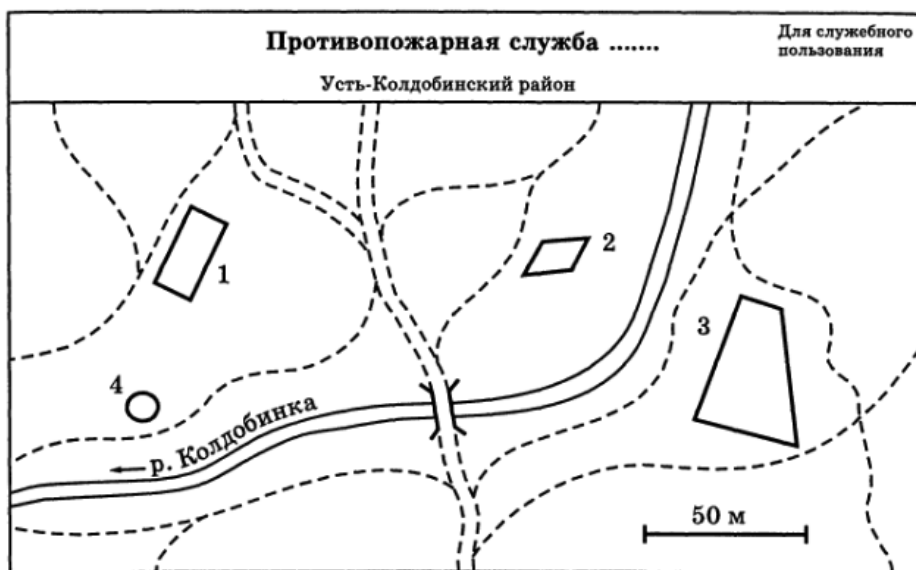 Противопожарная служба .......
Для служебного
пользования
Усть-Колдобинский район
1
2
3
4
р. Колдобинка
50 м